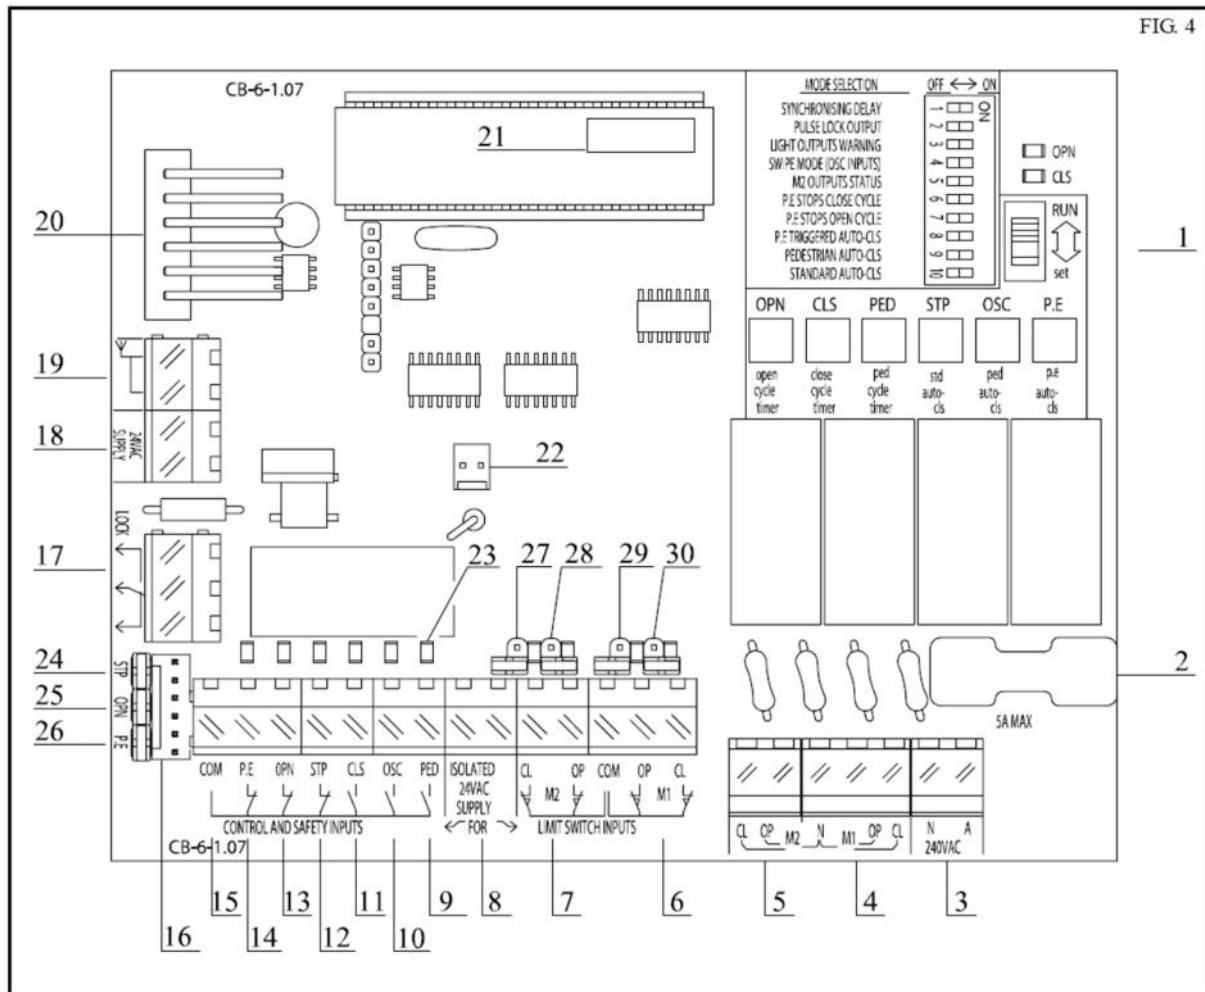 FIG. 4
CB-6-1.07
MODE SELECTION OFF ON
SYNCHRONISING DELAY 1 ON
PULSE LOCK OUTPUT 2
LIGHT OUTPUTS WARNING 3
SWIPE MODE (OSC INPUTS) 4
M2 OUTPUTS STATUS 5
P.E STOPS CLOSE CYCLE 6
P.E STOPS OPEN CYCLE 7
P.E TRIGGERED AUTO-CLS 8
PEDESTRIAN AUTO-CLS 9
STANDARD AUTO-CLS 10
OPN
CLS
RUN
set
1
21
20
OPN CLS PED STP OSC P.E
open cycle timer
close cycle timer
ped cycle timer
std auto-cls
ped auto-cls
p.e auto-cls
19
18
24VAC SUPPLY
22
LOCK
17
23
27
28
29
30
24
STP
25
OPN
26
P.E
2
5A MAX
COM P.E OPN STP CLS OSC PED
ISOLATED
24VAC
SUPPLY
FOR
CL OP COM OP CL
M2 M1
CONTROL AND SAFETY INPUTS
LIMIT SWITCH INPUTS
CB-6-1.07
CL OP M2 N M1 OP CL N A
240VAC
15 13 11 9 8 7 6 5 4 3
16 14 12 10